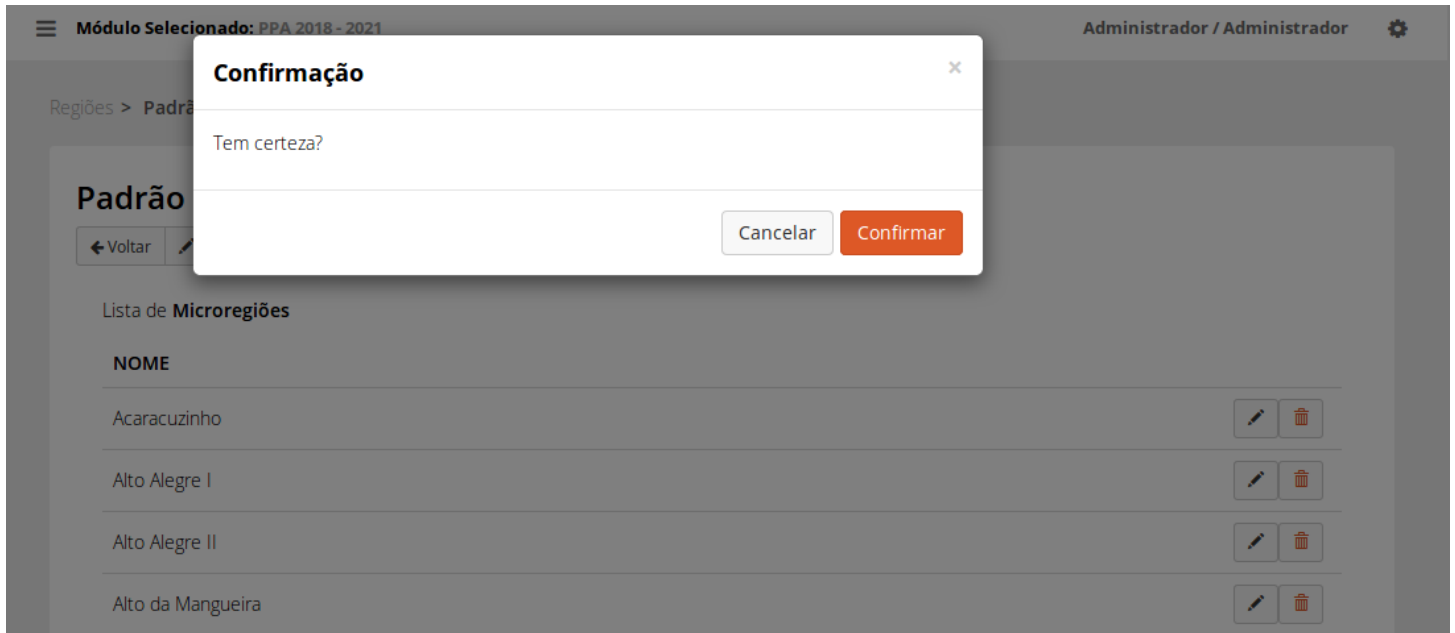 Módulo Selecionado: PPA 2018 - 2021
Administrador / Administrador
Confirmação
×
Regiões > Padrã
Tem certeza?
Padrão
Cancelar
Confirmar
Voltar
Lista de Microregiões
NOME
Acaracuzinho
Alto Alegre I
Alto Alegre II
Alto da Mangueira